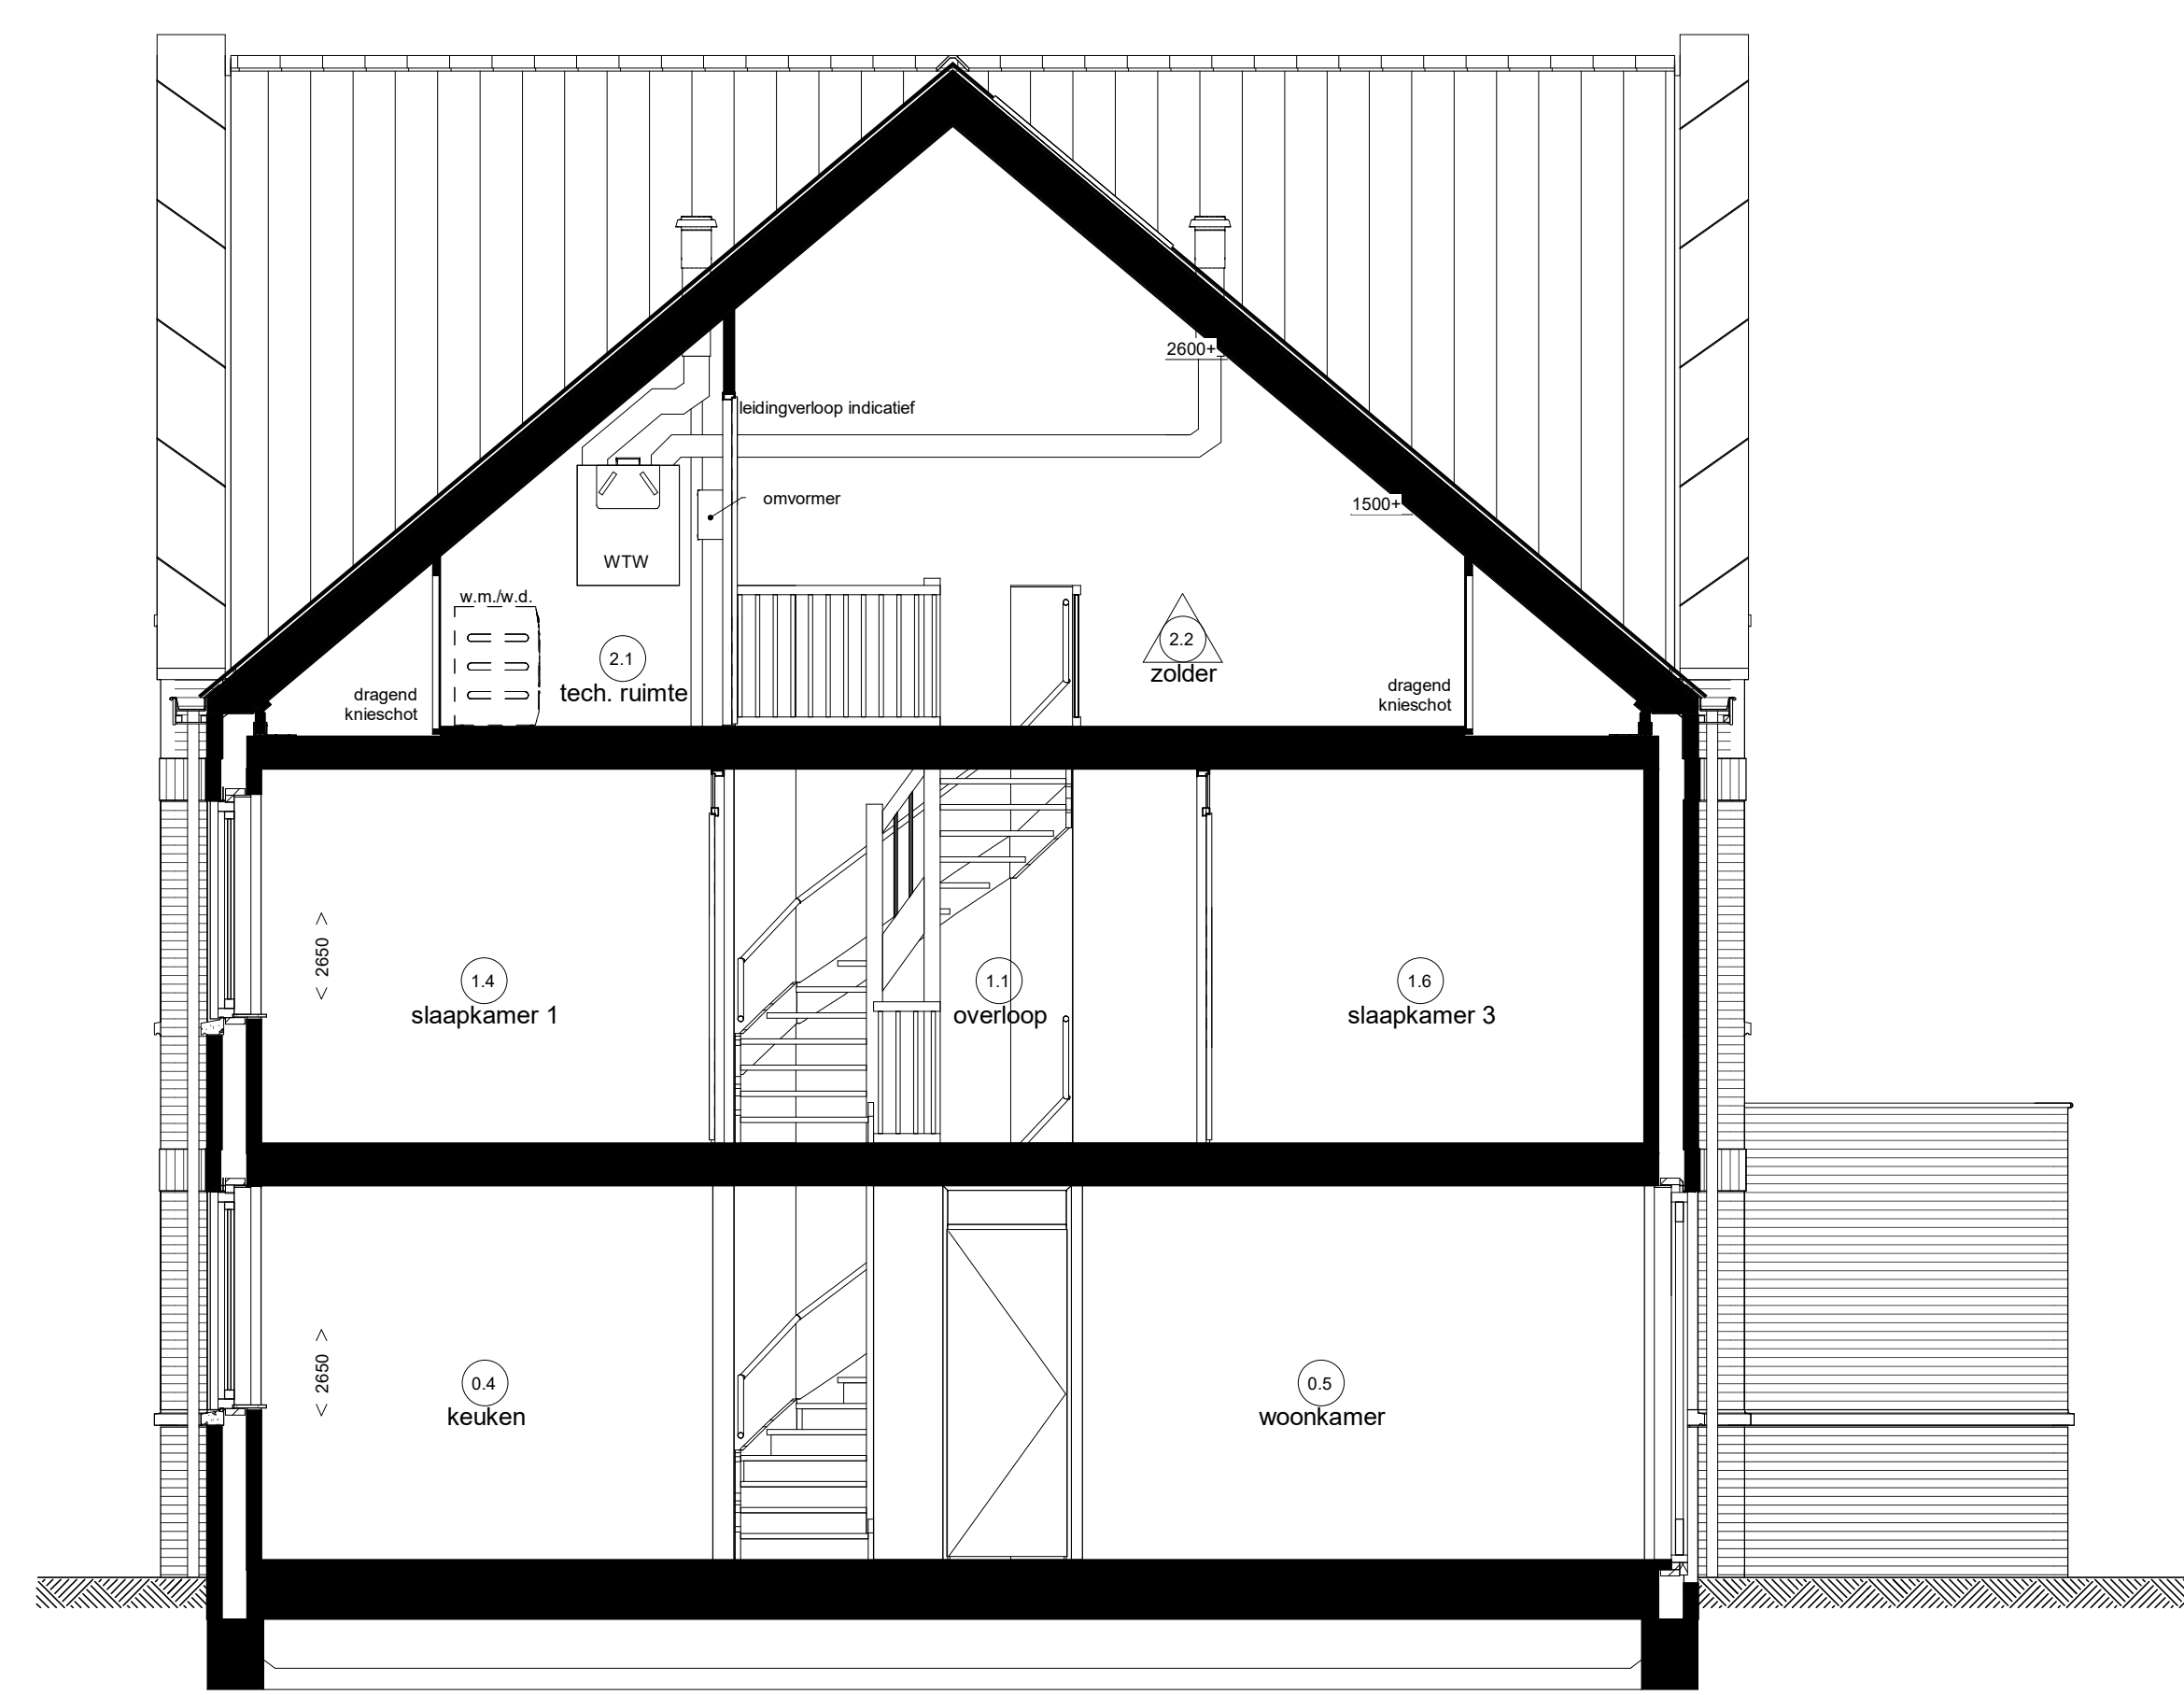 2600+
leidingverloop indicatief
omvormer
1500+
WTW
w.m./w.d.
2.1
tech. ruimte
2.2
zolder
dragend
knieschot
dragend
knieschot
< 2650 >
1.4
slaapkamer 1
1.1
overloop
1.6
slaapkamer 3
< 2650 >
0.4
keuken
0.5
woonkamer